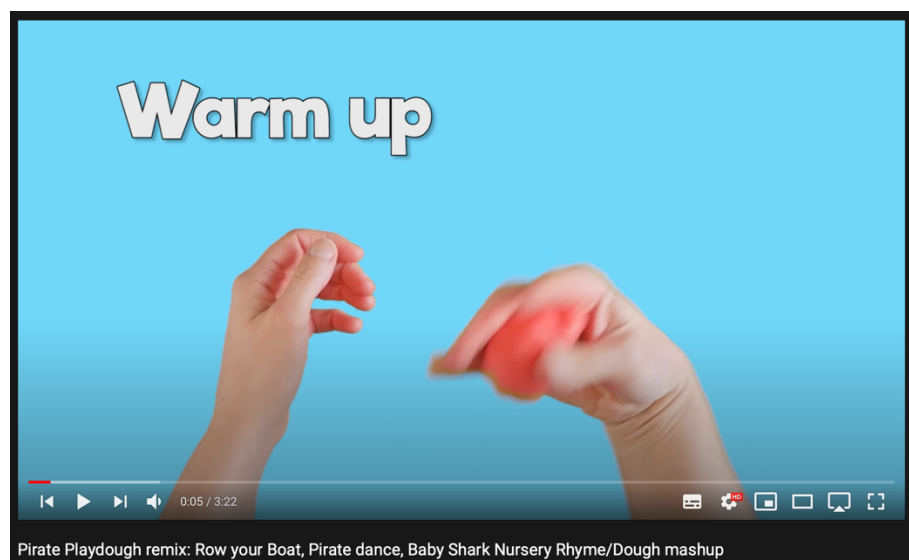 Warm up
0:05 / 3:22
HD
Pirate Playdough remix: Row your Boat, Pirate dance, Baby Shark Nursery Rhyme/Dough mashup